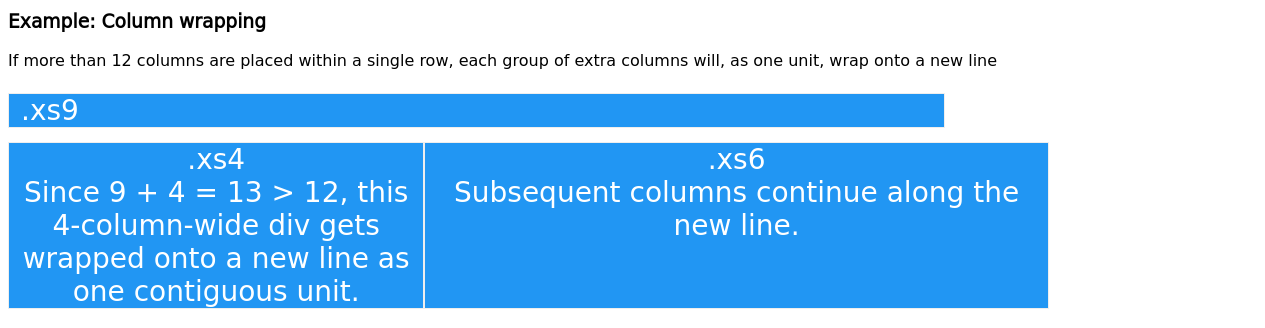 Example: Column wrapping
If more than 12 columns are placed within a single row, each group of extra columns will, as one unit, wrap onto a new line
.xs9
.xs4
Since 9 + 4 = 13 > 12, this
4-column-wide div gets
wrapped onto a new line as
one contiguous unit.
.xs6
Subsequent columns continue along the
new line.